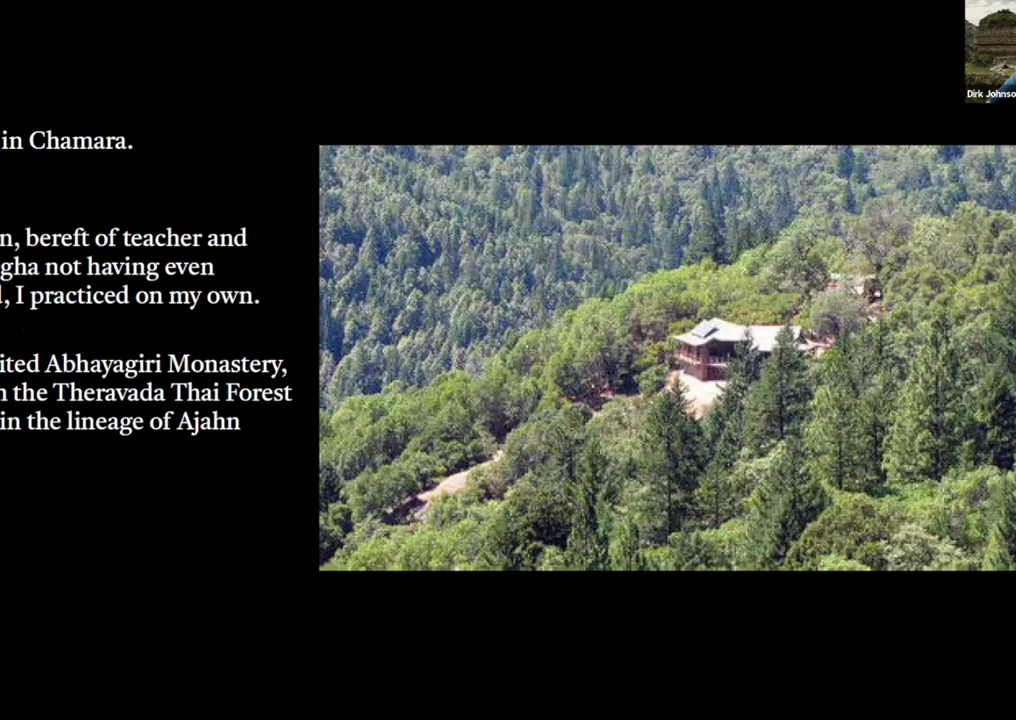 in Chamara.
n, bereft of teacher and
gha not having even
, I practiced on my own.
ited Abhayagiri Monastery,
n the Theravada Thai Forest
in the lineage of Ajahn
Dirk Johnso